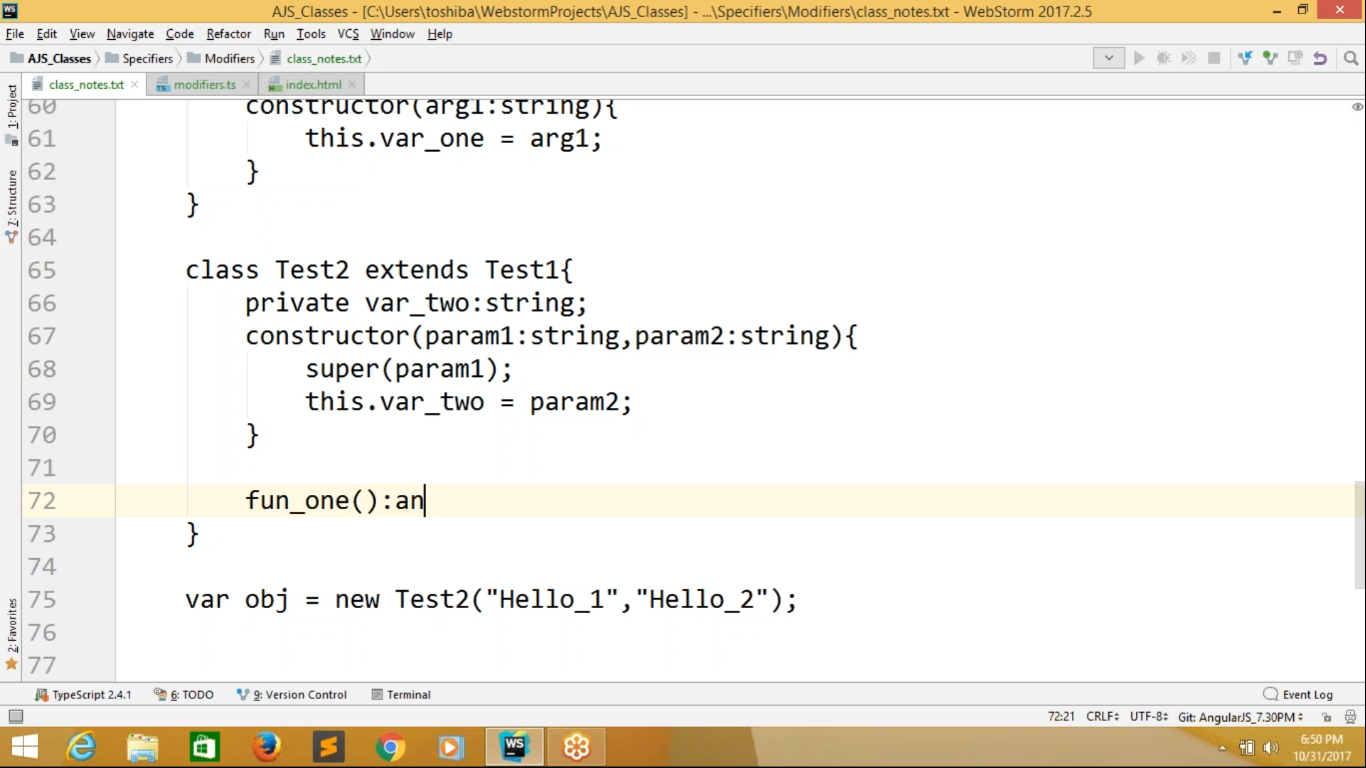 AJS_Classes - [C:\Users\toshiba\WebstormProjects\AJS_Classes] - ...\Specifiers\Modifiers\class_notes.txt - WebStorm 2017.2.5
File Edit View Navigate Code Refactor Run Tools VCS Window Help
AJS_Classes Specifiers Modifiers class_notes.txt
class_notes.txt modifiers.ts index.html
1: Project
7: Structure
2: Favorites
60 constructor(arg1:string){
61 this.var_one = arg1;
62 }
63 }
64
65 class Test2 extends Test1{
66 private var_two:string;
67 constructor(param1:string,param2:string){
68 super(param1);
69 this.var_two = param2;
70 }
71
72 fun_one():an
73 }
74
75 var obj = new Test2("Hello_1","Hello_2");
76
77
TypeScript 2.4.1 6: TODO 9: Version Control Terminal Event Log
72:21 CRLF UTF-8 Git: AngularJS_7.30PM
WS
6:50 PM
10/31/2017